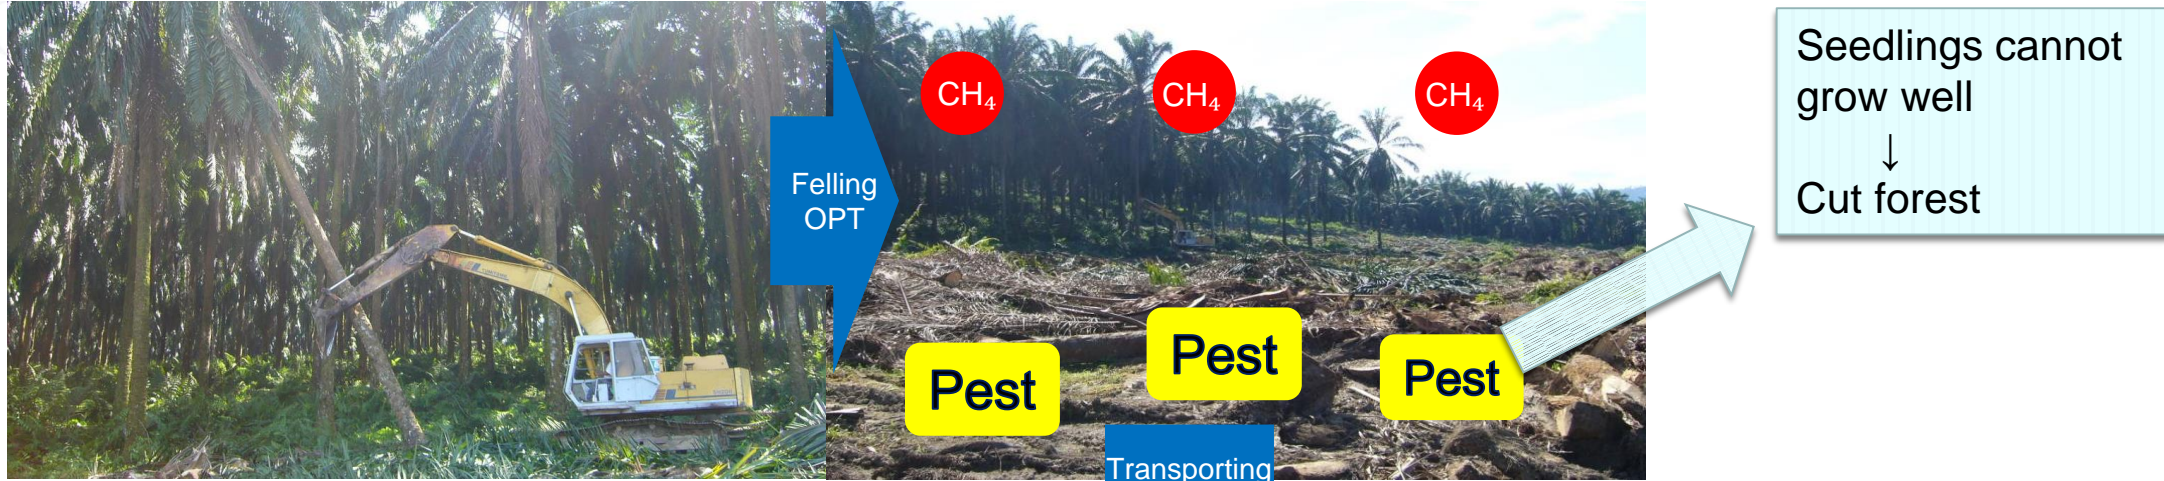 Felling
OPT
CH₄
CH₄
CH₄
Pest
Pest
Pest
Transporting
Seedlings cannot
grow well
↓
Cut forest